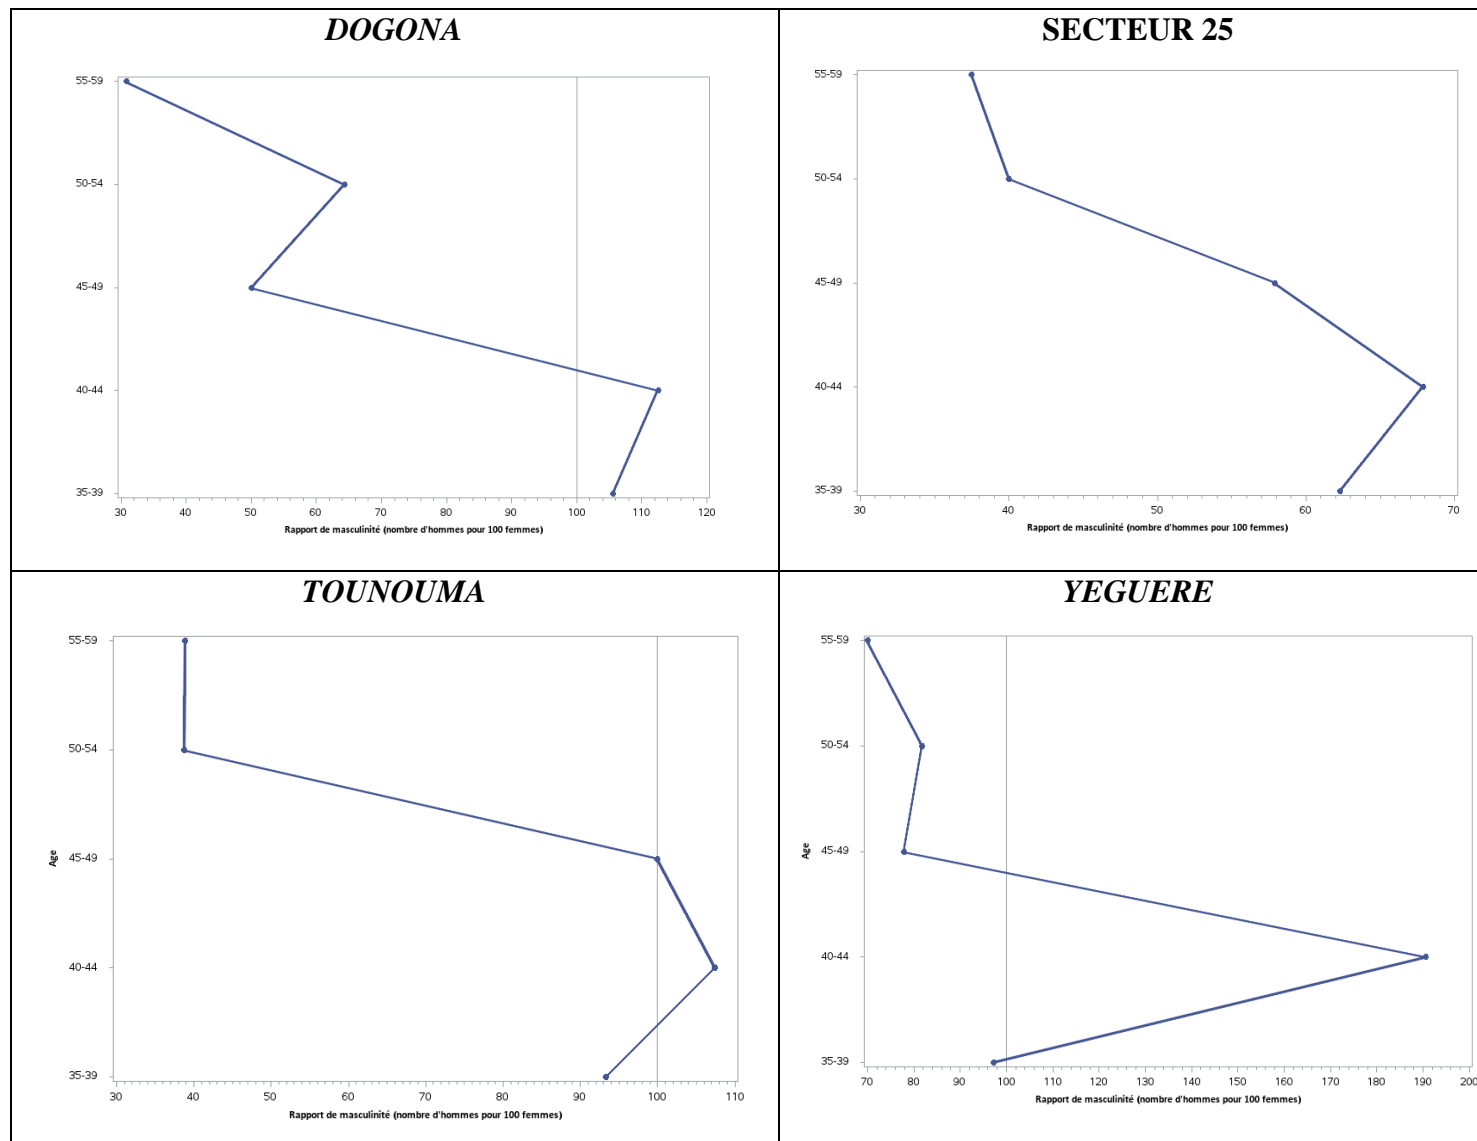 DOGONA
55-59
50-54
45-49
40-44
35-39
30 40 50 60 70 80 90 100 110 120
Rapport de masculinité (nombre d'hommes pour 100 femmes)
SECTEUR 25
55-59
50-54
45-49
40-44
35-39
30 40 50 60 70
Rapport de masculinité (nombre d'hommes pour 100 femmes)
TOUNOUMA
55-59
50-54
Age
45-49
40-44
35-39
30 40 50 60 70 80 90 100 110
Rapport de masculinité (nombre d'hommes pour 100 femmes)
YEGUERE
55-59
50-54
Age
45-49
40-44
35-39
70 80 90 100 110 120 130 140 150 160 170 180 190 200
Rapport de masculinité (nombre d'hommes pour 100 femmes)